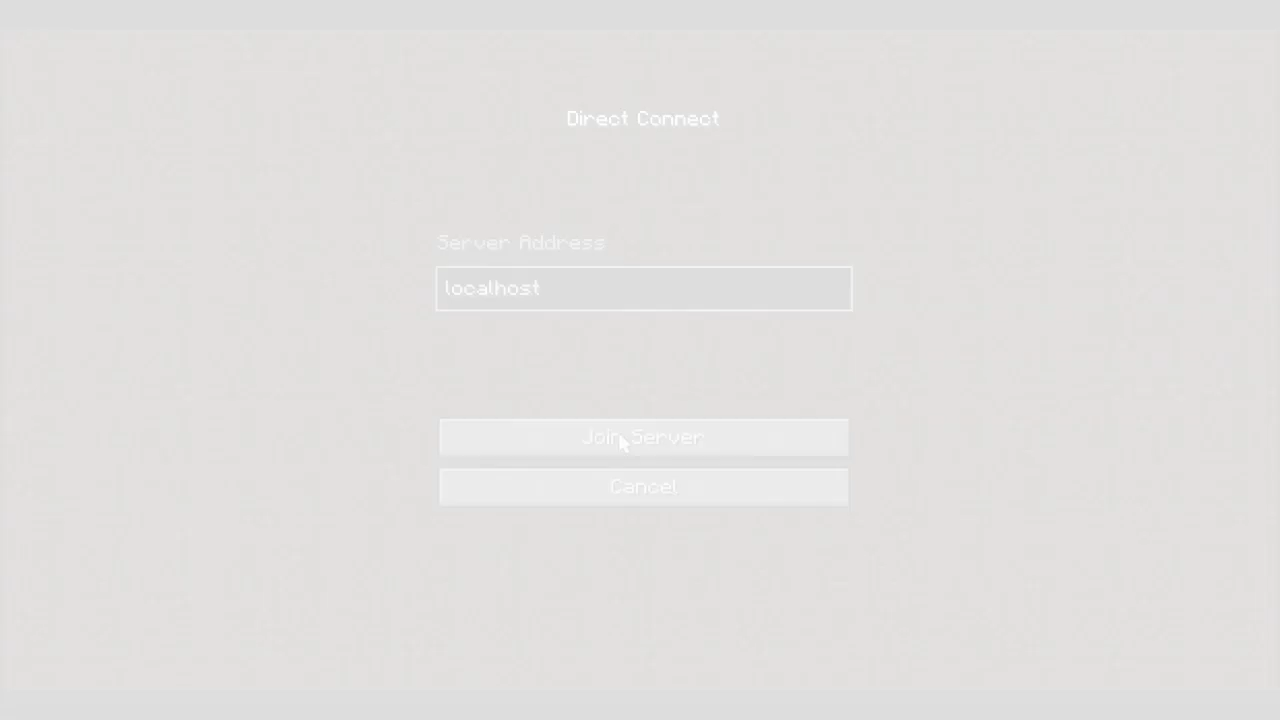 Direct Connect
Server Address
localhost
Join Server
Cancel